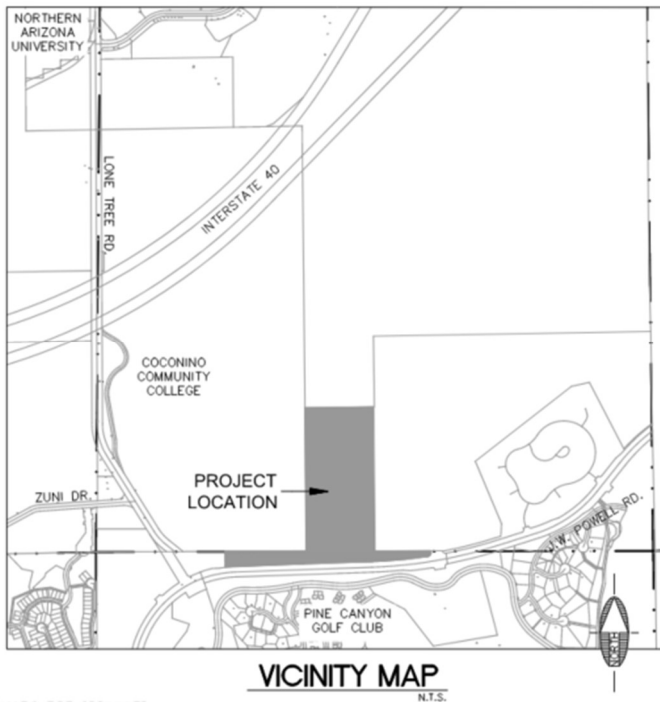 NORTHERN
ARIZONA
UNIVERSITY
LONE TREE RD.
INTERSTATE 40
COCONINO
COMMUNITY
COLLEGE
PROJECT
LOCATION
ZUNI DR.
J.W. POWELL RD.
PINE CANYON
GOLF CLUB
NORTH
VICINITY MAP
N.T.S.